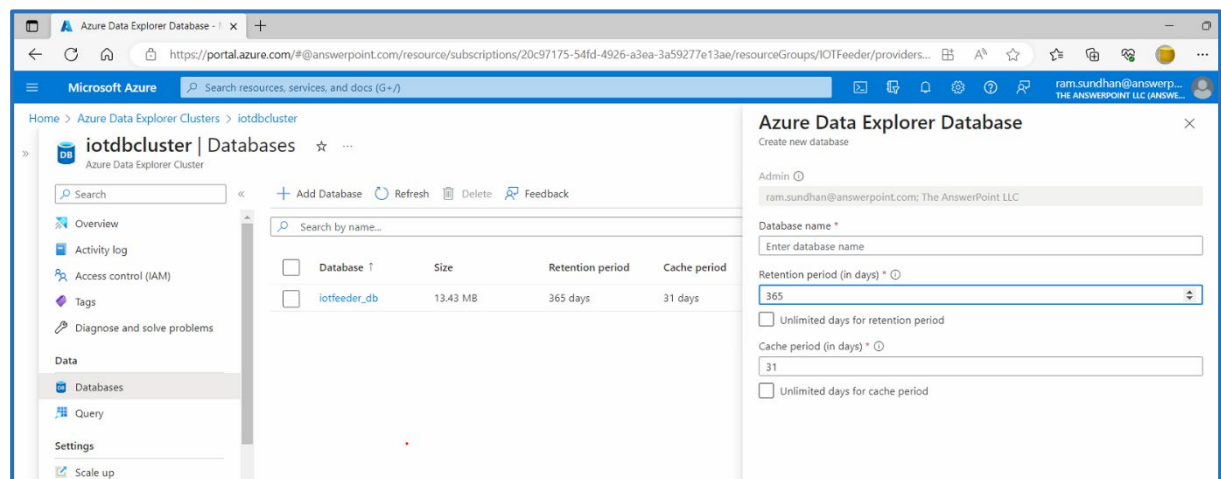 Azure Data Explorer Database -
https://portal.azure.com/#@answerpoint.com/resource/subscriptions/20c97175-54fd-4926-a3ea-3a59277e13ae/resourceGroups/IOTFeeder/providers...
Microsoft Azure
Search resources, services, and docs (G+/)
ram.sundhan@answerp...
THE ANSWERPOINT LLC (ANSWE...
Home > Azure Data Explorer Clusters > iotdbcluster
iotdbcluster | Databases
Azure Data Explorer Cluster
Search
Overview
Activity log
Access control (IAM)
Tags
Diagnose and solve problems
Data
Databases
Query
Settings
Scale up
Add Database Refresh Delete Feedback
Search by name...
Database ↑ Size Retention period Cache period
iotfeeder_db 13.43 MB 365 days 31 days
Azure Data Explorer Database
Create new database
Admin
ram.sundhan@answerpoint.com; The AnswerPoint LLC
Database name *
Enter database name
Retention period (in days) *
365
Unlimited days for retention period
Cache period (in days) *
31
Unlimited days for cache period